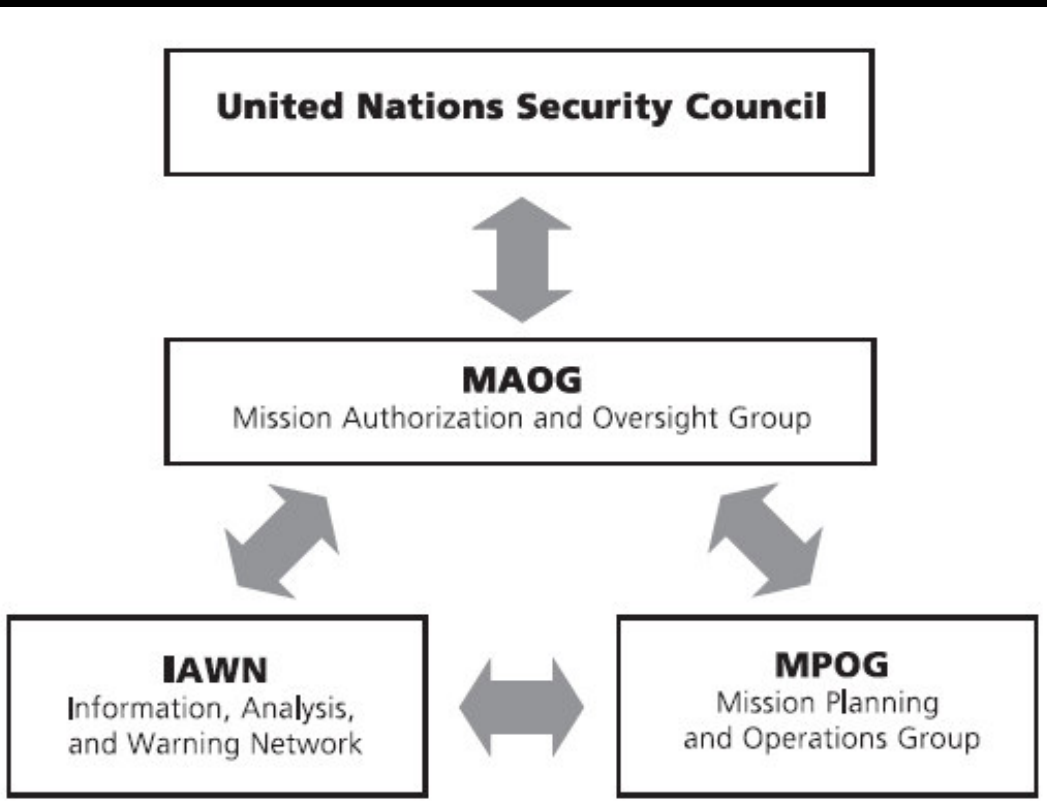 United Nations Security Council
MAOG
Mission Authorization and Oversight Group
IAWN
Information, Analysis,
and Warning Network
MPOG
Mission Planning
and Operations Group